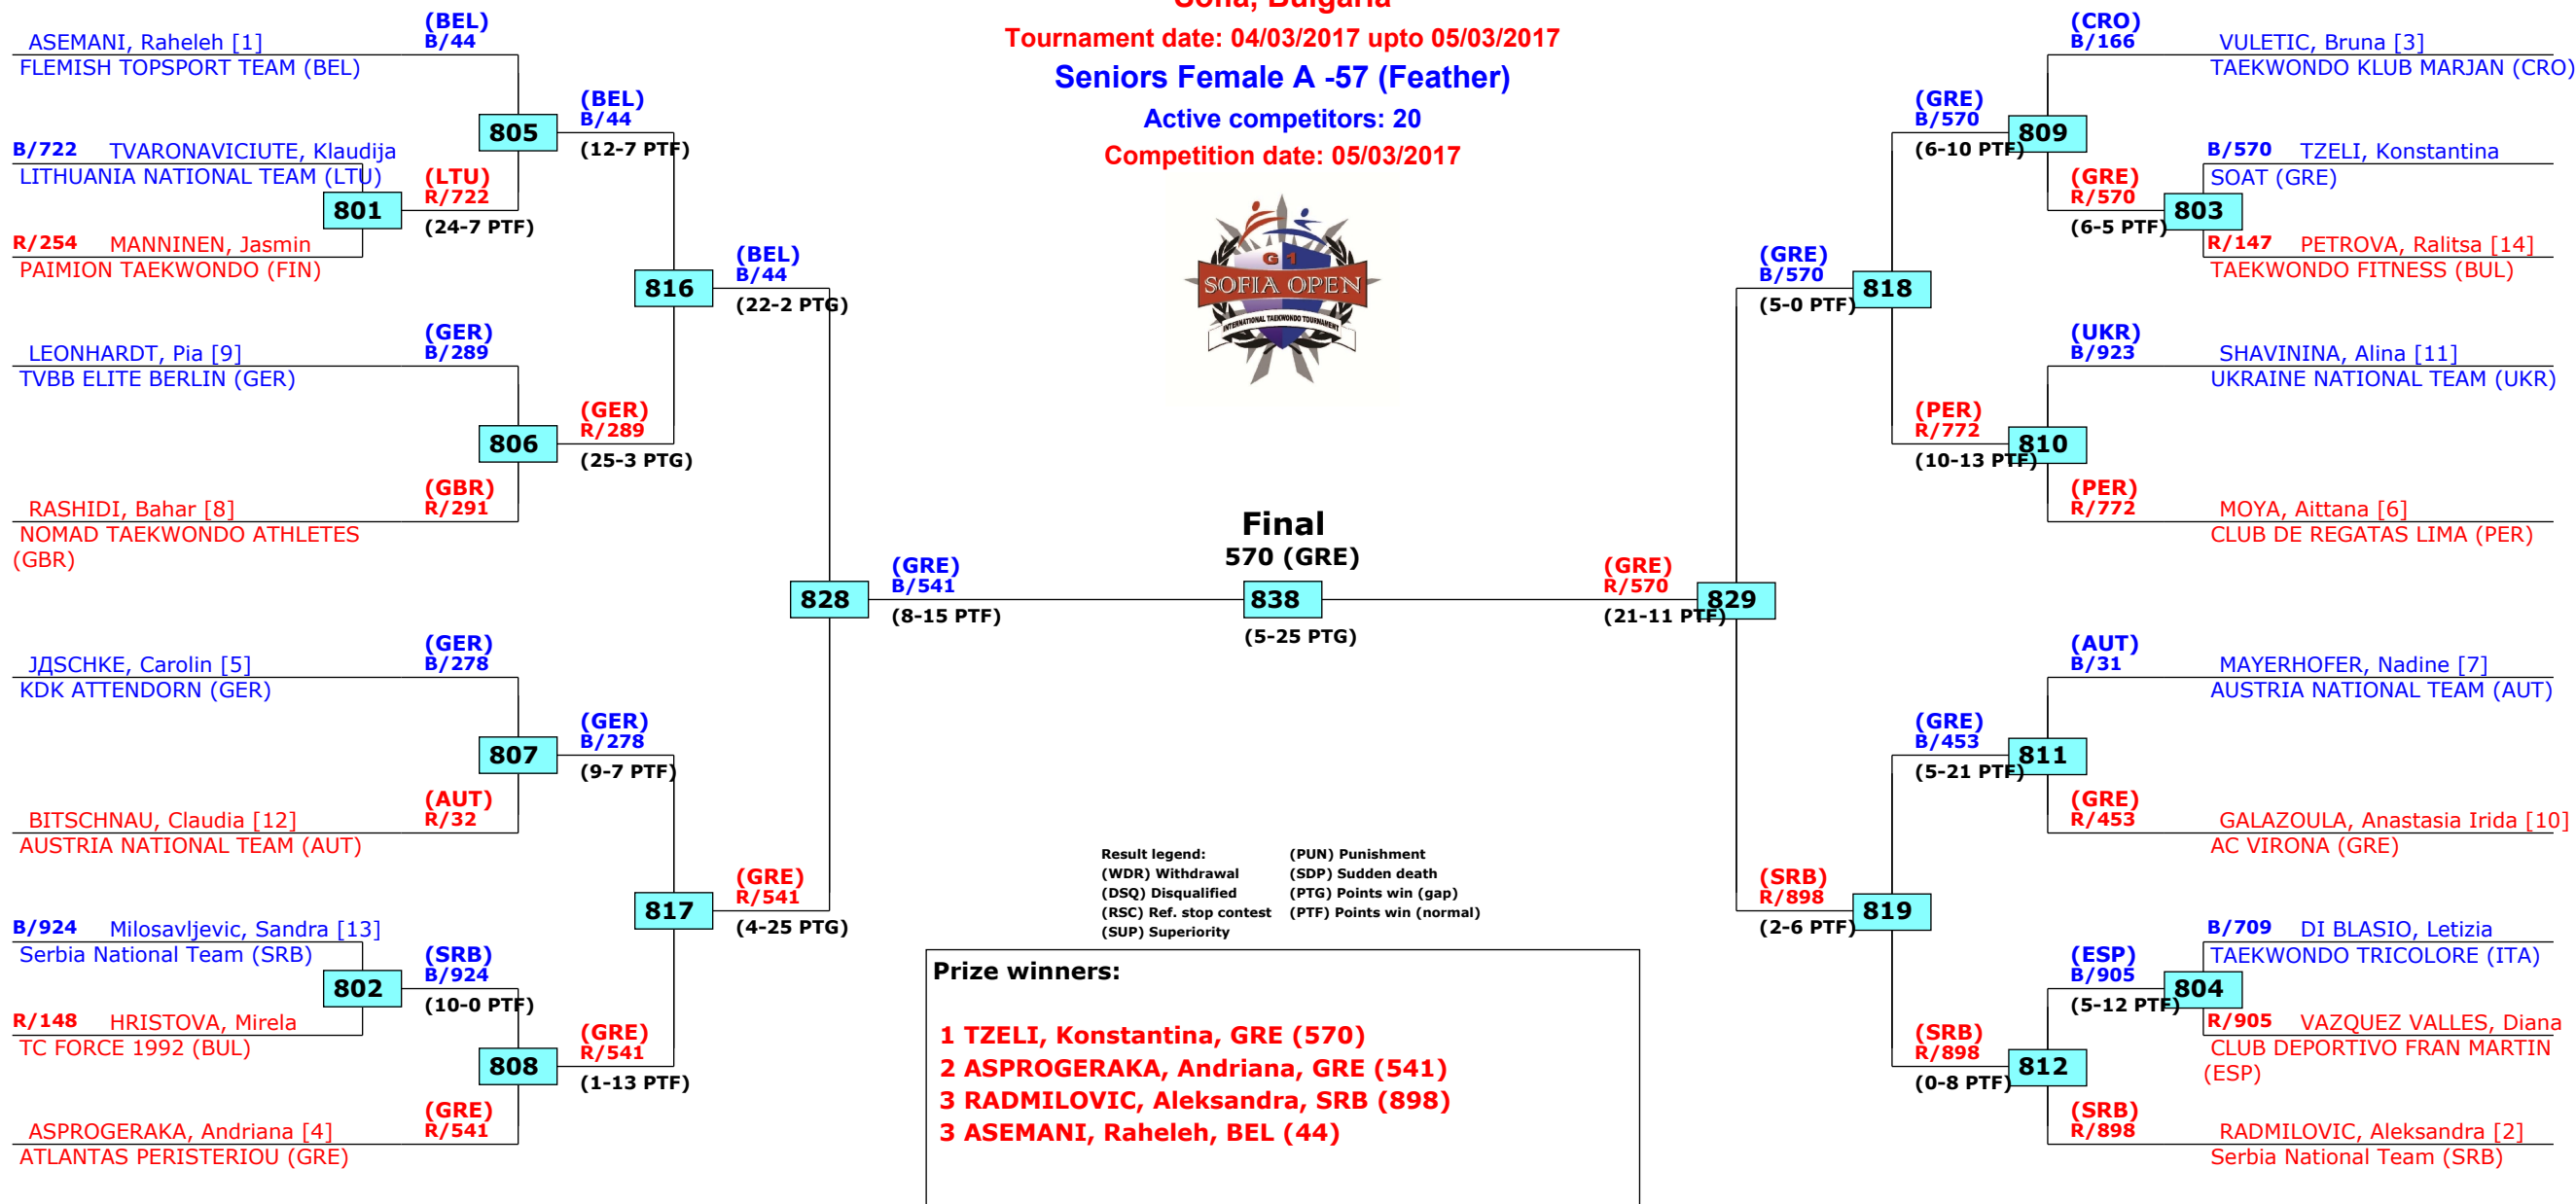 Sofia, Bulgaria
Tournament date: 04/03/2017 upto 05/03/2017
Seniors Female A -57 (Feather)
Active competitors: 20
Competition date: 05/03/2017
G 1
SOFIA OPEN
INTERNATIONAL TAEKWONDO TOURNAMENT
(BEL)
ASEMANI, Raheleh [1] B/44
FLEMISH TOPSPORT TEAM (BEL)
805
(BEL)
B/44
(12-7 PTF)
B/722 TVARONAVICIUTE, Klaudija
LITHUANIA NATIONAL TEAM (LTU)
801
(LTU)
R/722
(24-7 PTF)
R/254 MANNINEN, Jasmin
PAIMION TAEKWONDO (FIN)
816
(BEL)
B/44
(22-2 PTG)
(GER)
LEONHARDT, Pia [9] B/289
TVBB ELITE BERLIN (GER)
806
(GER)
R/289
(25-3 PTG)
(GBR)
RASHIDI, Bahar [8] R/291
NOMAD TAEKWONDO ATHLETES
(GBR)
828
(GRE)
B/541
(8-15 PTF)
(GER)
JДSCHKE, Carolin [5] B/278
KDK ATTENDORN (GER)
807
(GER)
B/278
(9-7 PTF)
(AUT)
BITSCHNAU, Claudia [12] R/32
AUSTRIA NATIONAL TEAM (AUT)
817
(GRE)
R/541
(4-25 PTG)
B/924 Milosavljevic, Sandra [13]
Serbia National Team (SRB)
802
(SRB)
B/924
(10-0 PTF)
R/148 HRISTOVA, Mirela
TC FORCE 1992 (BUL)
808
(GRE)
R/541
(1-13 PTF)
(GRE)
ASPROGERAKA, Andriana [4] R/541
ATLANTAS PERISTERIOU (GRE)
Final
570 (GRE)
838
(5-25 PTG)
(GRE)
R/570
829
(21-11 PTF)
(CRO)
B/166 VULETIC, Bruna [3]
TAEKWONDO KLUB MARJAN (CRO)
(GRE)
B/570
809
(6-10 PTF)
B/570 TZELI, Konstantina
SOAT (GRE)
(GRE)
R/570
803
(6-5 PTF)
R/147 PETROVA, Ralitsa [14]
TAEKWONDO FITNESS (BUL)
(GRE)
B/570
818
(5-0 PTF)
(UKR)
B/923 SHAVININA, Alina [11]
UKRAINE NATIONAL TEAM (UKR)
(PER)
R/772
810
(10-13 PTF)
(PER)
R/772 MOYA, Aittana [6]
CLUB DE REGATAS LIMA (PER)
(AUT)
B/31 MAYERHOFER, Nadine [7]
AUSTRIA NATIONAL TEAM (AUT)
(GRE)
B/453
811
(5-21 PTF)
(GRE)
R/453 GALAZOULA, Anastasia Irida [10]
AC VIRONA (GRE)
(SRB)
R/898
819
(2-6 PTF)
B/709 DI BLASIO, Letizia
TAEKWONDO TRICOLORE (ITA)
(ESP)
B/905
804
(5-12 PTF)
R/905 VAZQUEZ VALLES, Diana
CLUB DEPORTIVO FRAN MARTIN
(ESP)
(SRB)
R/898
812
(0-8 PTF)
(SRB)
R/898 RADMILOVIC, Aleksandra [2]
Serbia National Team (SRB)
Result legend: (PUN) Punishment
(WDR) Withdrawal (SDP) Sudden death
(DSQ) Disqualified (PTG) Points win (gap)
(RSC) Ref. stop contest (PTF) Points win (normal)
(SUP) Superiority
Prize winners:
1 TZELI, Konstantina, GRE (570)
2 ASPROGERAKA, Andriana, GRE (541)
3 RADMILOVIC, Aleksandra, SRB (898)
3 ASEMANI, Raheleh, BEL (44)